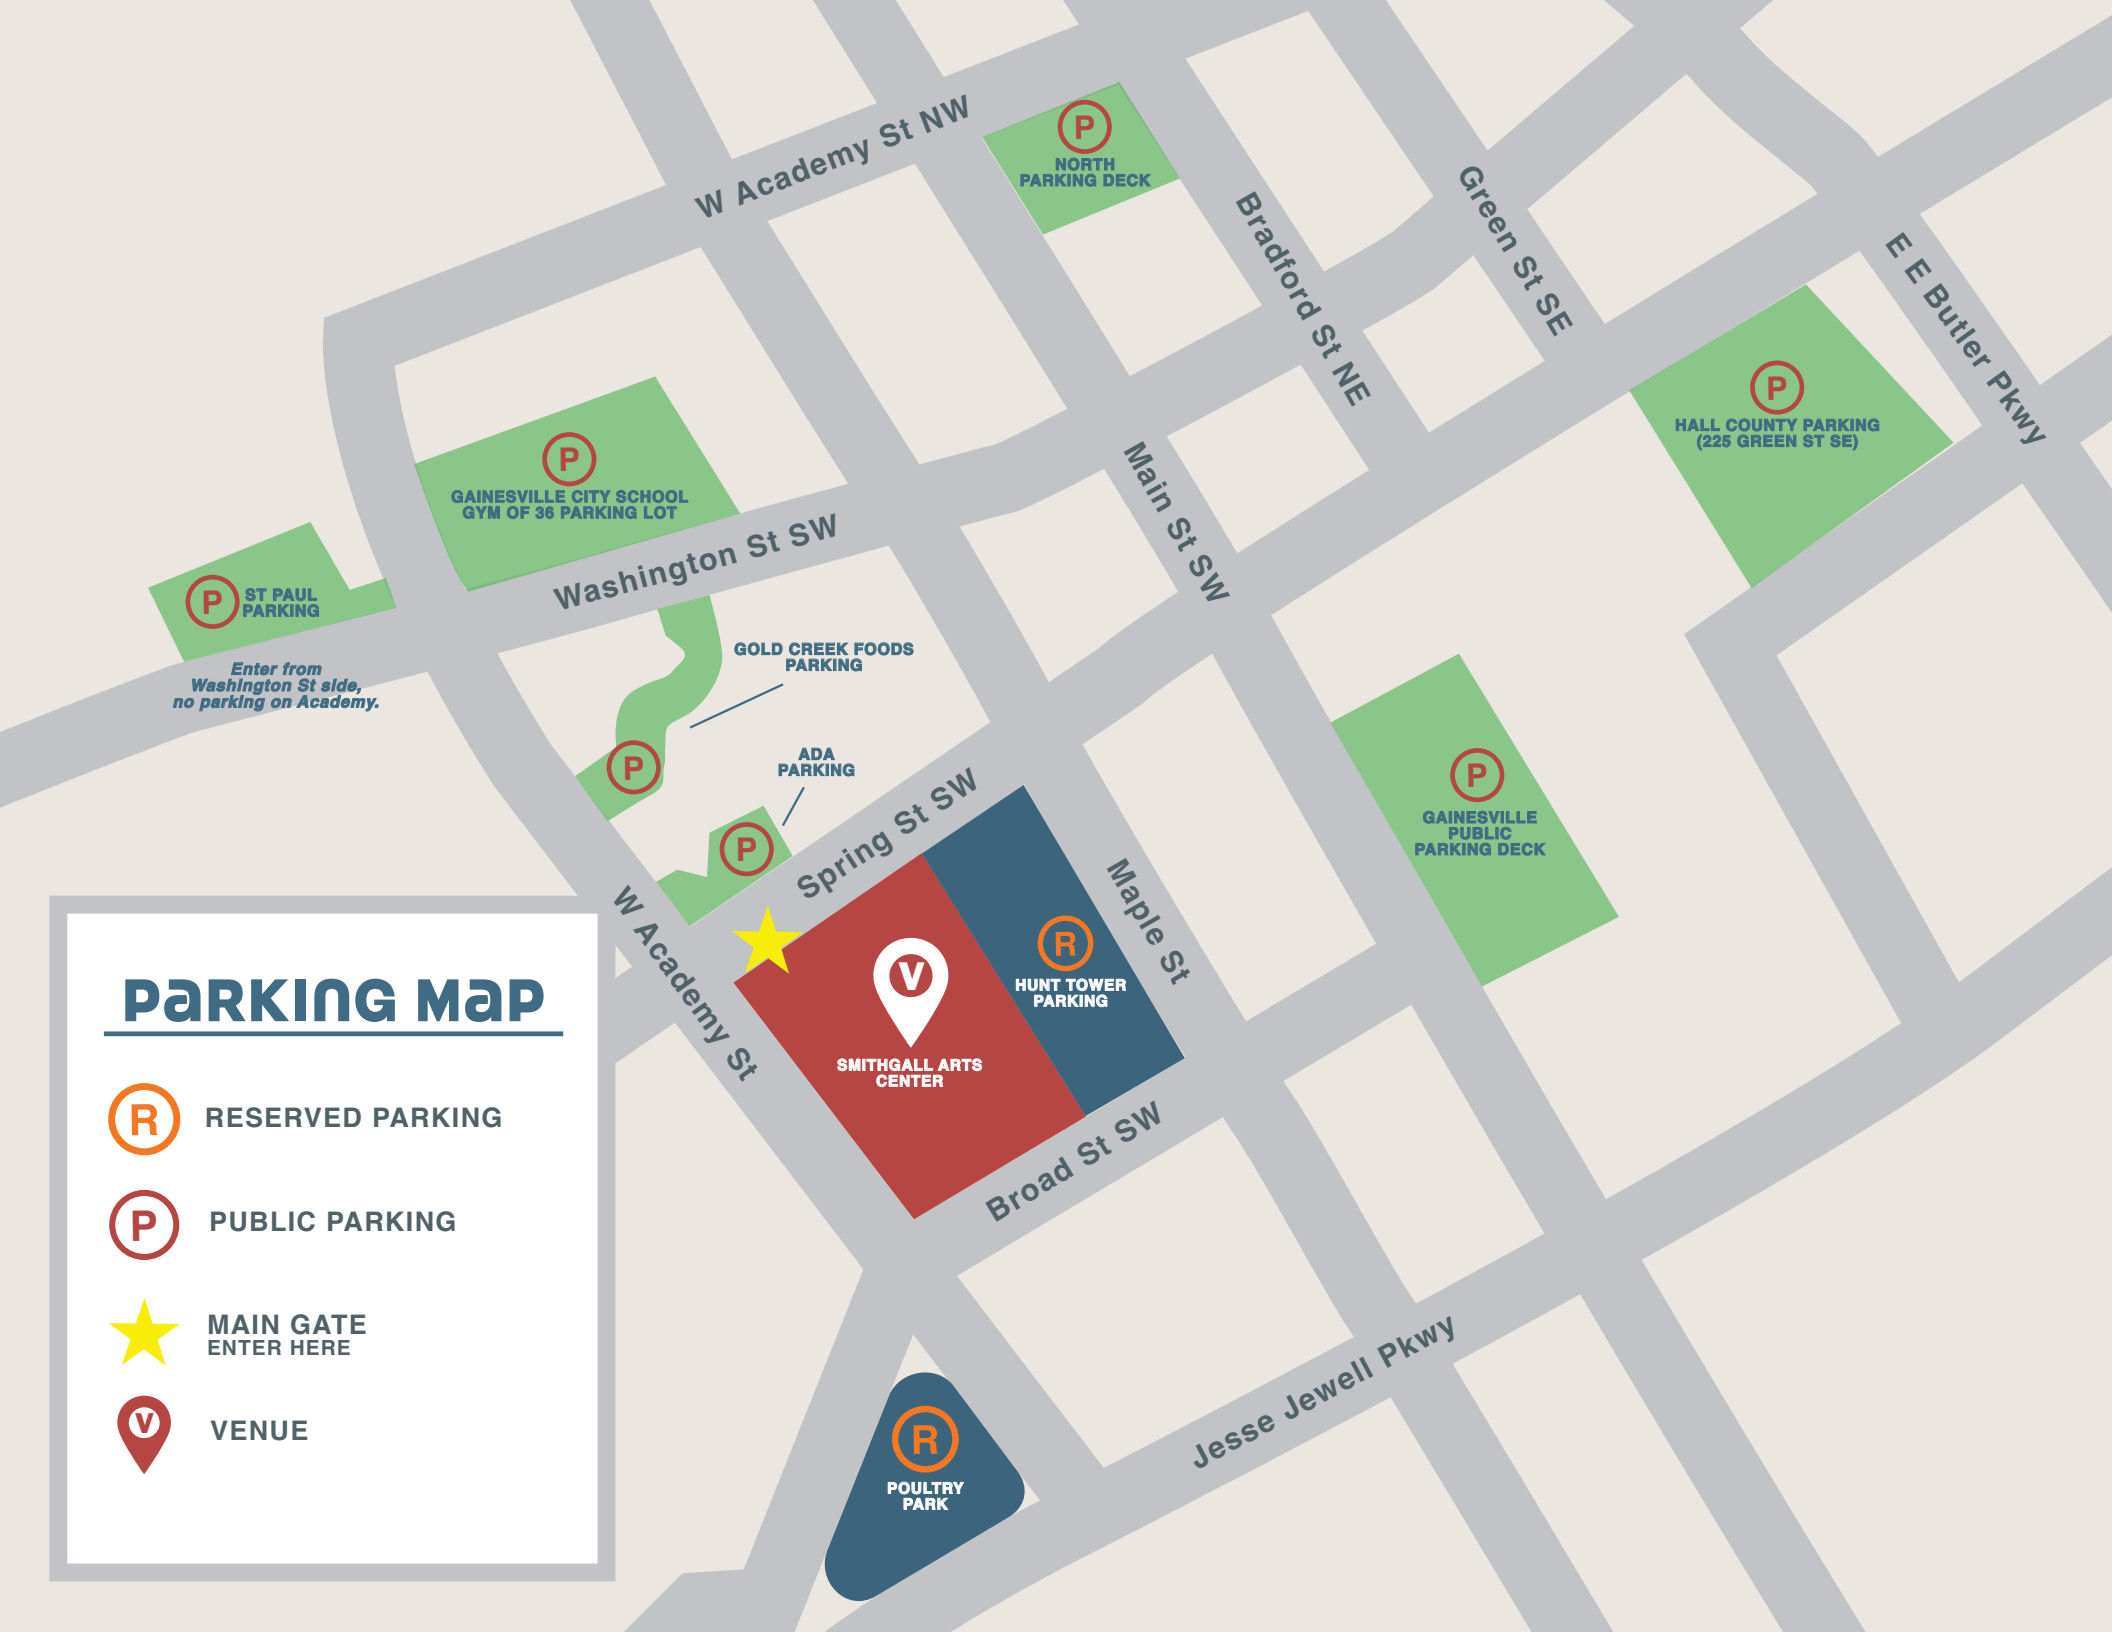 W Academy St NW
P
NORTH
PARKING DECK
Bradford St NE
Green St SE
E E Butler Pkwy
P
HALL COUNTY PARKING
(225 GREEN ST SE)
P
GAINESVILLE CITY SCHOOL
GYM OF 36 PARKING LOT
Main St SW
Washington St SW
P
ST PAUL
PARKING
Enter from
Washington St side,
no parking on Academy.
GOLD CREEK FOODS
PARKING
P
ADA
PARKING
P
Spring St SW
P
GAINESVILLE
PUBLIC
PARKING DECK
Maple St
W Academy St
V
SMITHGALL ARTS
CENTER
R
HUNT TOWER
PARKING
Broad St SW
Jesse Jewell Pkwy
R
POULTRY
PARK
PARKING MAP
R
RESERVED PARKING
P
PUBLIC PARKING
MAIN GATE
ENTER HERE
V
VENUE